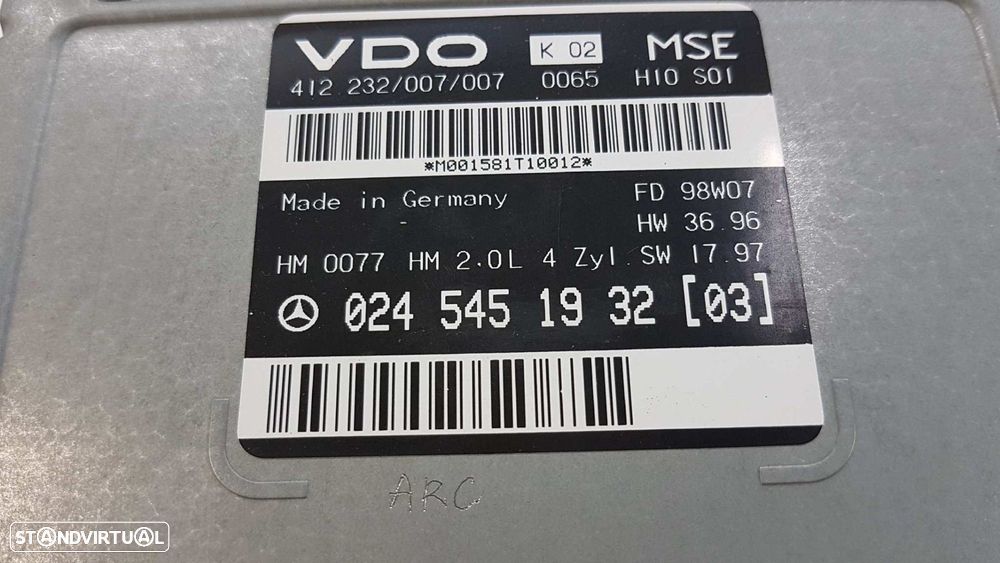 VDO K 02 MSE
412 232/007/007 0065 H10 S01
*M001581T10012*
Made in Germany FD 98W07
HW 36.96
HM 0077 HM 2.0L 4 Zyl. SW 17.97
024 545 19 32 [03]
ARC
STANDVIRTUAL